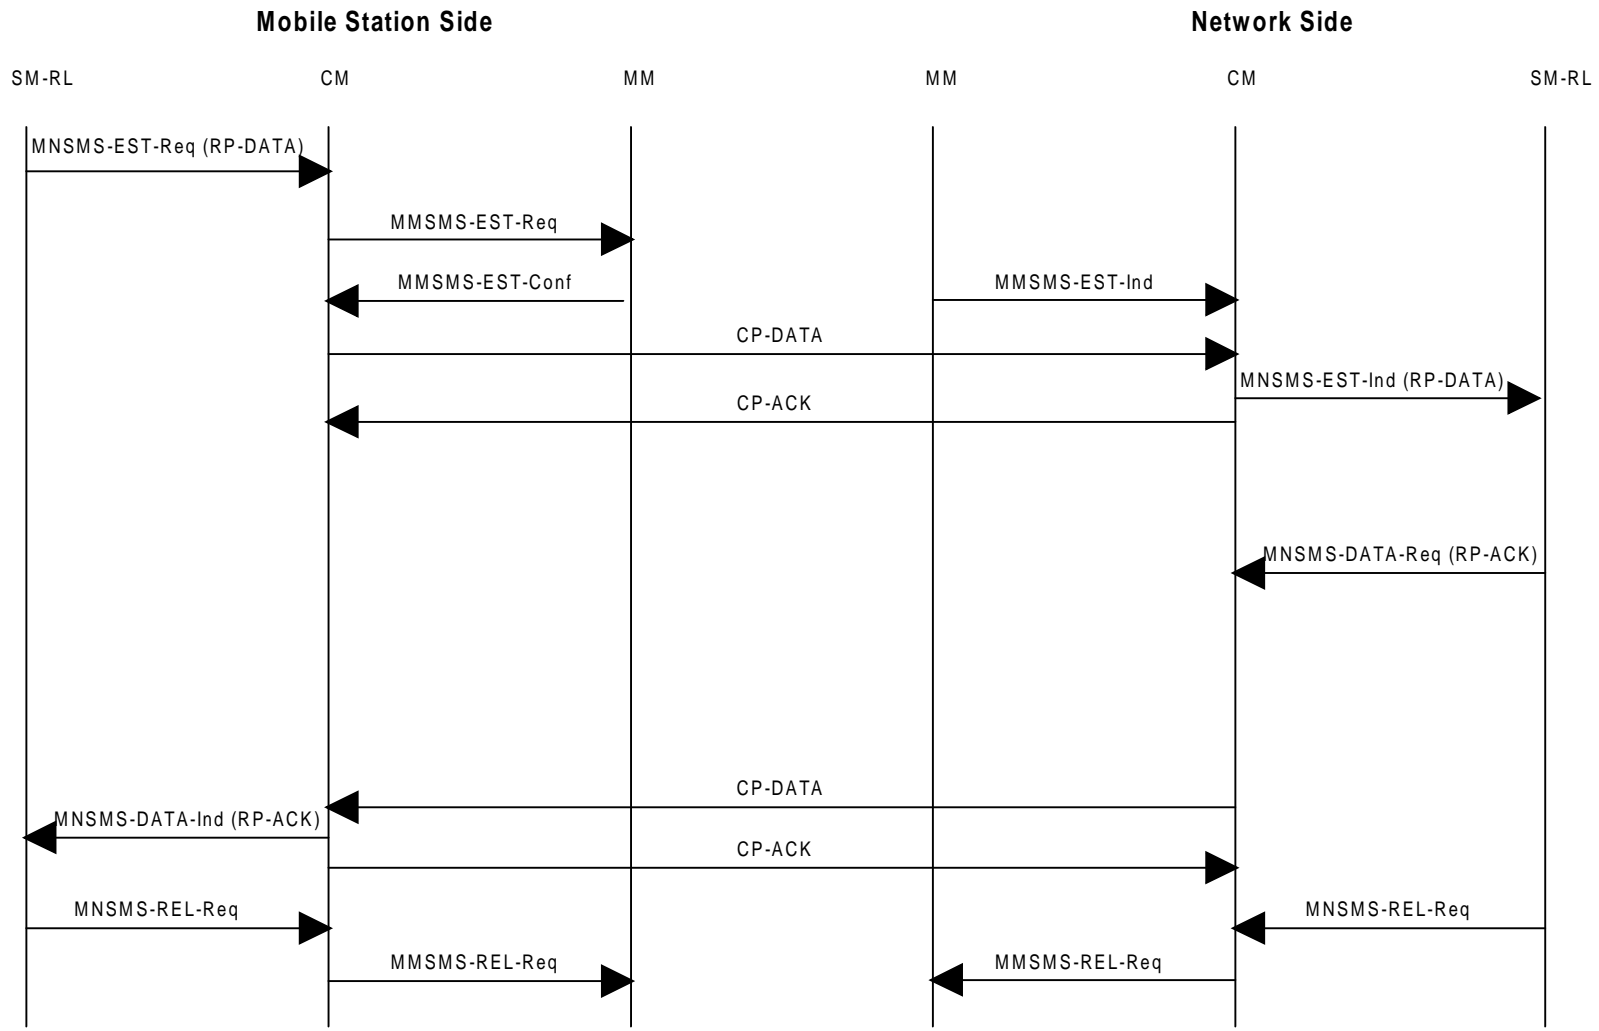 Mobile Station Side
Network Side
SM-RL
CM
MM
MM
CM
SM-RL
MNSMS-EST-Req (RP-DATA)
MMSMS-EST-Req
MMSMS-EST-Conf
MMSMS-EST-Ind
CP-DATA
MNSMS-EST-Ind (RP-DATA)
CP-ACK
MNSMS-DATA-Req (RP-ACK)
CP-DATA
MNSMS-DATA-Ind (RP-ACK)
CP-ACK
MNSMS-REL-Req
MNSMS-REL-Req
MMSMS-REL-Req
MMSMS-REL-Req